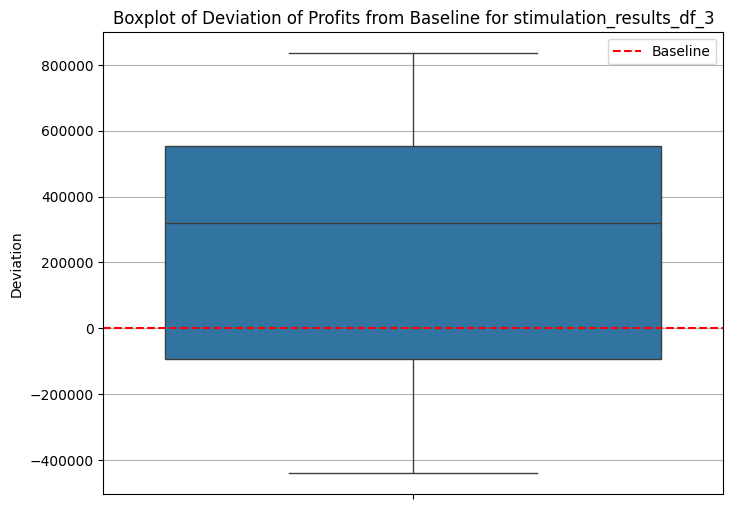 Boxplot of Deviation of Profits from Baseline for stimulation_results_df_3
Baseline
800000
600000
400000
200000
0
−200000
−400000
Deviation